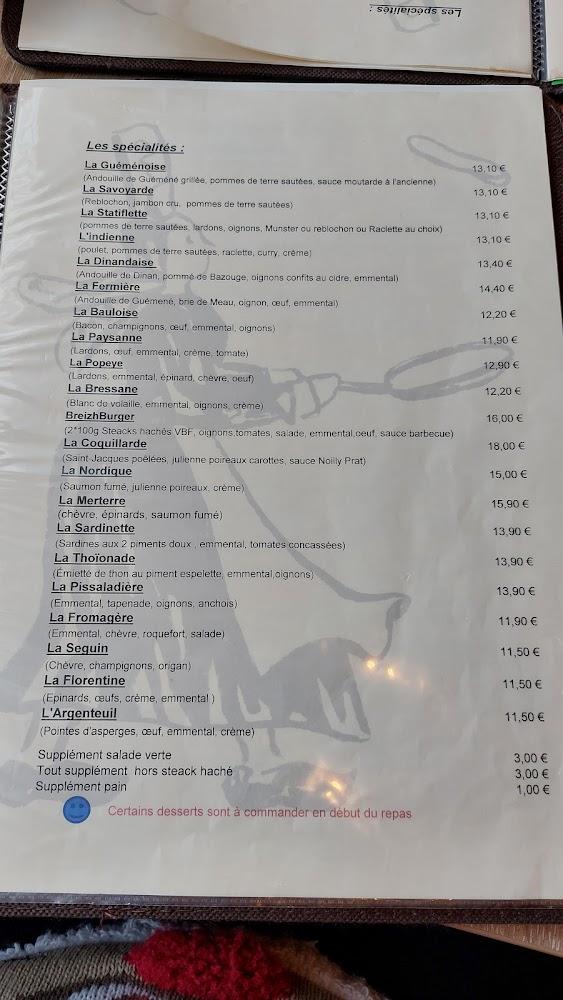 Les spécialités :
Les spécialités :
La Guéménoise 13,10 €
(Andouille de Guéméné grillée, pommes de terre sautées, sauce moutarde à l'ancienne)
La Savoyarde 13,10 €
(Reblochon, jambon cru, pommes de terre sautées)
La Statiflette 13,10 €
(pommes de terre sautées, lardons, oignons, Munster ou reblochon ou Raclette au choix)
L'indienne 13,10 €
(poulet, pommes de terre sautées, raclette, curry, crème)
La Dinandaise 13,40 €
(Andouille de Dinan, pomme de Bazouge, oignons confits au cidre, emmental)
La Fermière 14,40 €
(Andouille de Guémené, brie de Meau, oignon, œuf, emmental)
La Bauloise 12,20 €
(Bacon, champignons, œuf, emmental, oignons)
La Paysanne 11,90 €
(Lardons, œuf, emmental, crème, tomate)
La Popeye 12,90 €
(Lardons, emmental, épinard, chèvre, oeuf)
La Bressane 12,20 €
(Blanc de volaille, emmental, oignons, crème)
BreizhBurger 16,00 €
(2*100g Steacks hachés VBF, oignons,tomates, salade, emmental,oeuf, sauce barbecue)
La Coquillarde 18,00 €
(Saint-Jacques poêlées, julienne poireaux carottes, sauce Noilly Prat)
La Nordique 15,00 €
(Saumon fumé, julienne poireaux, crème)
La Merterre 15,90 €
(chèvre, épinards, saumon fumé)
La Sardinette 13,90 €
(Sardines aux 2 piments doux , emmental, tomates concassées)
La Thoïonade 13,90 €
(Émietté de thon au piment espelette, emmental,oignons)
La Pissaladière 13,90 €
(Emmental, tapenade, oignons, anchois)
La Fromagère 11,90 €
(Emmental, chèvre, roquefort, salade)
La Seguin 11,50 €
(Chèvre, champignons, origan)
La Florentine 11,50 €
(Epinards, œufs, crème, emmental )
L'Argenteuil 11,50 €
(Pointes d'asperges, œuf, emmental, crème)
Supplément salade verte 3,00 €
Tout supplément hors steack haché 3,00 €
Supplément pain 1,00 €
Certains desserts sont à commander en début du repas